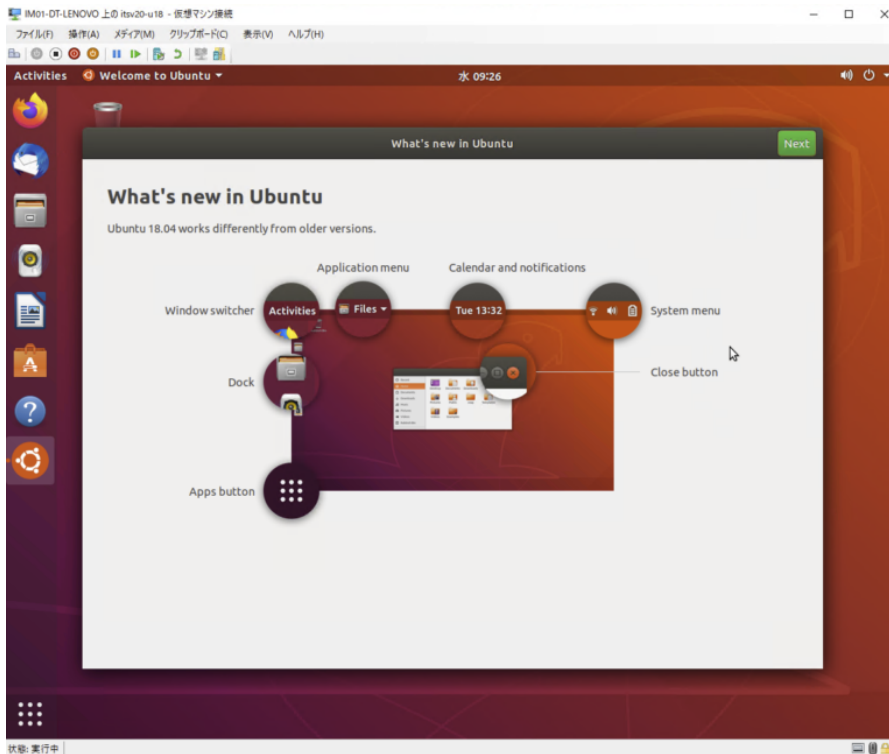 IM01-DT-LENOVO 上の itsv20-u18 - 仮想マシン接続
ファイル(F) 操作(A) メディア(M) クリップボード(C) 表示(V) ヘルプ(H)
Activities Welcome to Ubuntu 水 09:26
What's new in Ubuntu Next
What's new in Ubuntu
Ubuntu 18.04 works differently from older versions.
Application menu Calendar and notifications
Window switcher Activities Files Tue 13:32 System menu
Dock Close button
Apps button
状態: 実行中